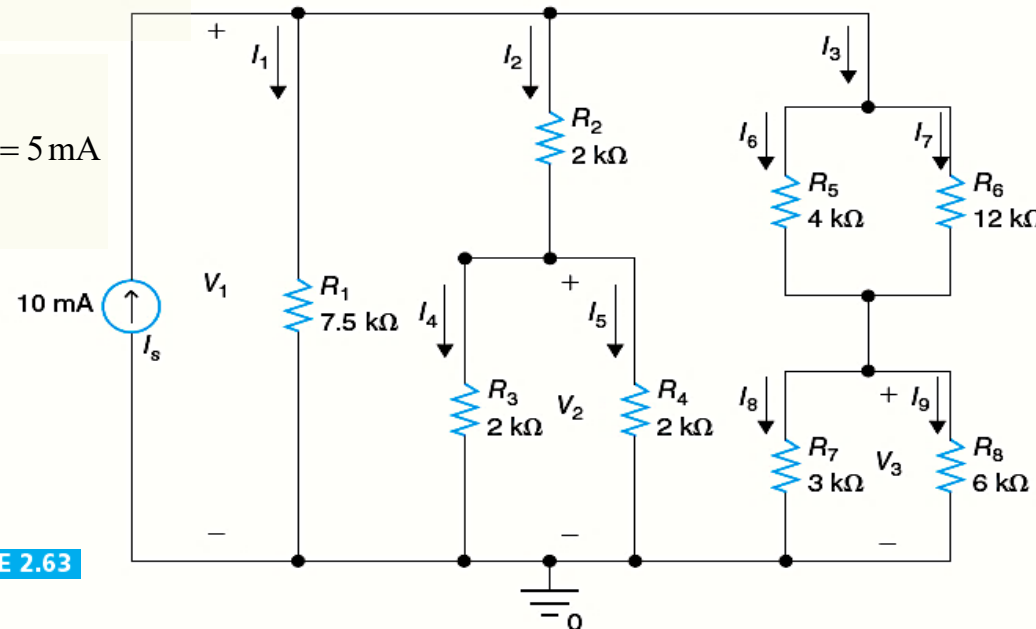 +
I₁
I₂
I₃
= 5 mA
R₂
2 kΩ
I₆
I₇
R₅
4 kΩ
R₆
12 kΩ
10 mA
Iₛ
V₁
R₁
7.5 kΩ
I₄
+
I₅
R₃
2 kΩ
V₂
R₄
2 kΩ
I₈
+ I₉
R₇
3 kΩ
V₃
R₈
6 kΩ
− − −
E 2.63
0